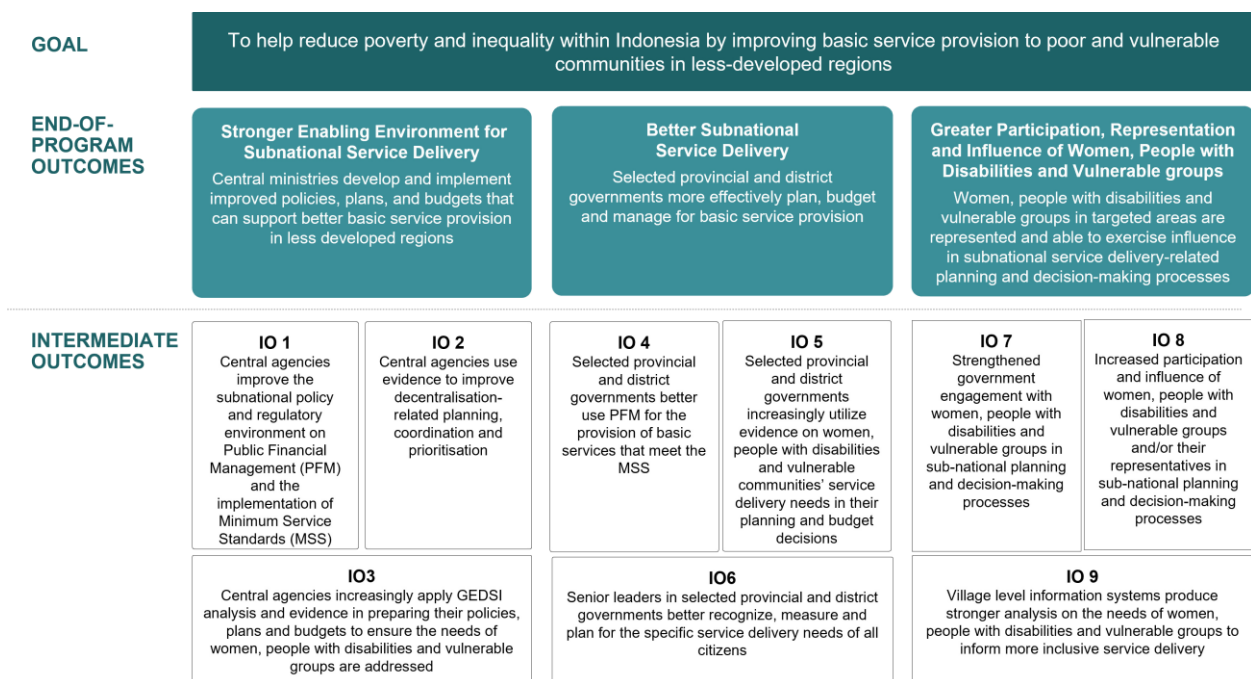 GOAL
To help reduce poverty and inequality within Indonesia by improving basic service provision to poor and vulnerable
communities in less-developed regions
END-OF-
PROGRAM
OUTCOMES
Stronger Enabling Environment for
Subnational Service Delivery
Central ministries develop and implement
improved policies, plans, and budgets that
can support better basic service provision
in less developed regions
Better Subnational
Service Delivery
Selected provincial and district
governments more effectively plan, budget
and manage for basic service provision
Greater Participation, Representation
and Influence of Women, People with
Disabilities and Vulnerable groups
Women, people with disabilities and
vulnerable groups in targeted areas are
represented and able to exercise influence
in subnational service delivery-related
planning and decision-making processes
INTERMEDIATE
OUTCOMES
IO 1
Central agencies
improve the
subnational policy
and regulatory
environment on
Public Financial
Management (PFM)
and the
implementation of
Minimum Service
Standards (MSS)
IO 2
Central agencies use
evidence to improve
decentralisation-
related planning,
coordination and
prioritisation
IO 4
Selected provincial
and district
governments better
use PFM for the
provision of basic
services that meet the
MSS
IO 5
Selected provincial
and district
governments
increasingly utilize
evidence on women,
people with disabilities
and vulnerable
communities' service
delivery needs in their
planning and budget
decisions
IO 7
Strengthened
government
engagement with
women, people with
disabilities and
vulnerable groups in
sub-national planning
and decision-making
processes
IO 8
Increased participation
and influence of
women, people with
disabilities and
vulnerable groups
and/or their
representatives in
sub-national planning
and decision-making
processes
IO3
Central agencies increasingly apply GEDSI
analysis and evidence in preparing their policies,
plans and budgets to ensure the needs of
women, people with disabilities and vulnerable
groups are addressed
IO6
Senior leaders in selected provincial and district
governments better recognize, measure and
plan for the specific service delivery needs of all
citizens
IO 9
Village level information systems produce
stronger analysis on the needs of women,
people with disabilities and vulnerable groups to
inform more inclusive service delivery